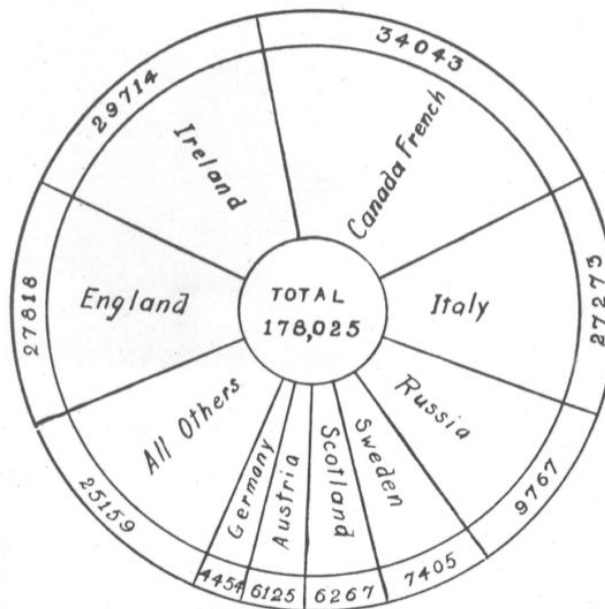 34043
Canada French
27273
Italy
9767
Russia
7405
Sweden
6267
Scotland
6125
Austria
4454
Germany
25159
All Others
27818
England
29714
Ireland
TOTAL
178,025